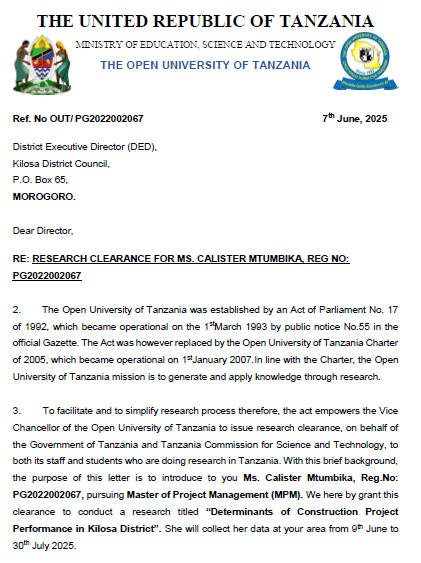 THE UNITED REPUBLIC OF TANZANIA
MINISTRY OF EDUCATION, SCIENCE AND TECHNOLOGY
THE OPEN UNIVERSITY OF TANZANIA
Ref. No OUT/ PG2022002067 7th June, 2025
District Executive Director (DED),
Kilosa District Council,
P.O. Box 65,
MOROGORO.
Dear Director,
RE: RESEARCH CLEARANCE FOR MS. CALISTER MTUMBIKA, REG NO:
PG2022002067
2. The Open University of Tanzania was established by an Act of Parliament No. 17
of 1992, which became operational on the 1stMarch 1993 by public notice No.55 in the
official Gazette. The Act was however replaced by the Open University of Tanzania Charter
of 2005, which became operational on 1stJanuary 2007.In line with the Charter, the Open
University of Tanzania mission is to generate and apply knowledge through research.
3. To facilitate and to simplify research process therefore, the act empowers the Vice
Chancellor of the Open University of Tanzania to issue research clearance, on behalf of
the Government of Tanzania and Tanzania Commission for Science and Technology, to
both its staff and students who are doing research in Tanzania. With this brief background,
the purpose of this letter is to introduce to you Ms. Calister Mtumbika, Reg.No:
PG2022002067, pursuing Master of Project Management (MPM). We here by grant this
clearance to conduct a research titled “Determinants of Construction Project
Performance in Kilosa District”. She will collect her data at your area from 9th June to
30th July 2025.